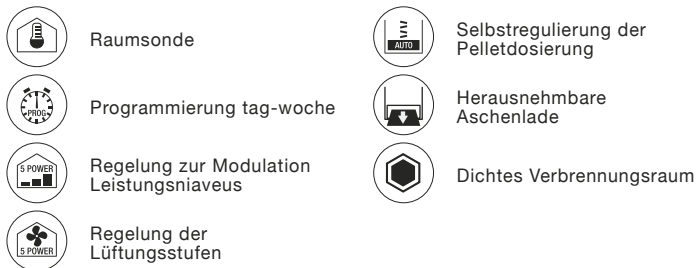 Raumsonde
PROG.
Programmierung tag-woche
5 POWER
Regelung zur Modulation
Leistungsniaveus
5 POWER
Regelung der
Lüftungsstufen
AUTO
Selbstregulierung der
Pelletdosierung
Herausnehmbare
Aschenlade
Dichtes Verbrennungsraum